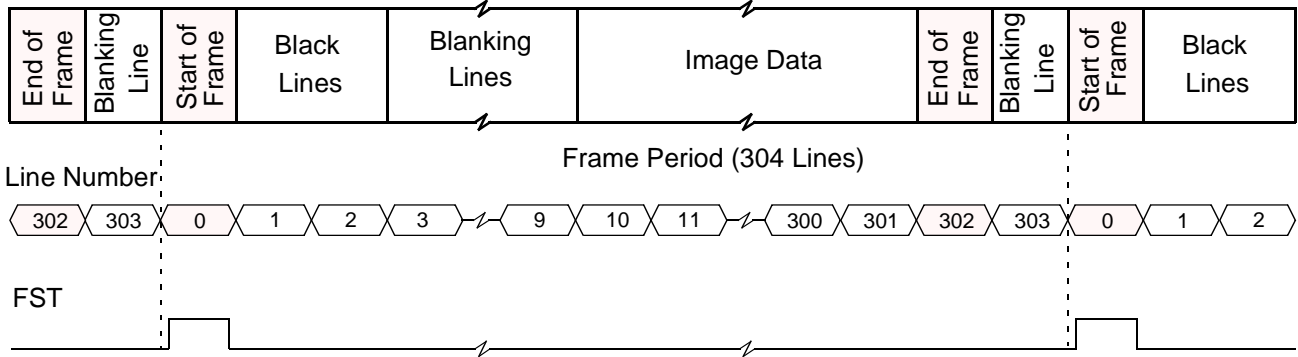 End of
Frame
Blanking
Line
Start of
Frame
Black
Lines
Blanking
Lines
Image Data
End of
Frame
Blanking
Line
Start of
Frame
Black
Lines
Frame Period (304 Lines)
Line Number
302 303 0 1 2 3 9 10 11 300 301 302 303 0 1 2
FST